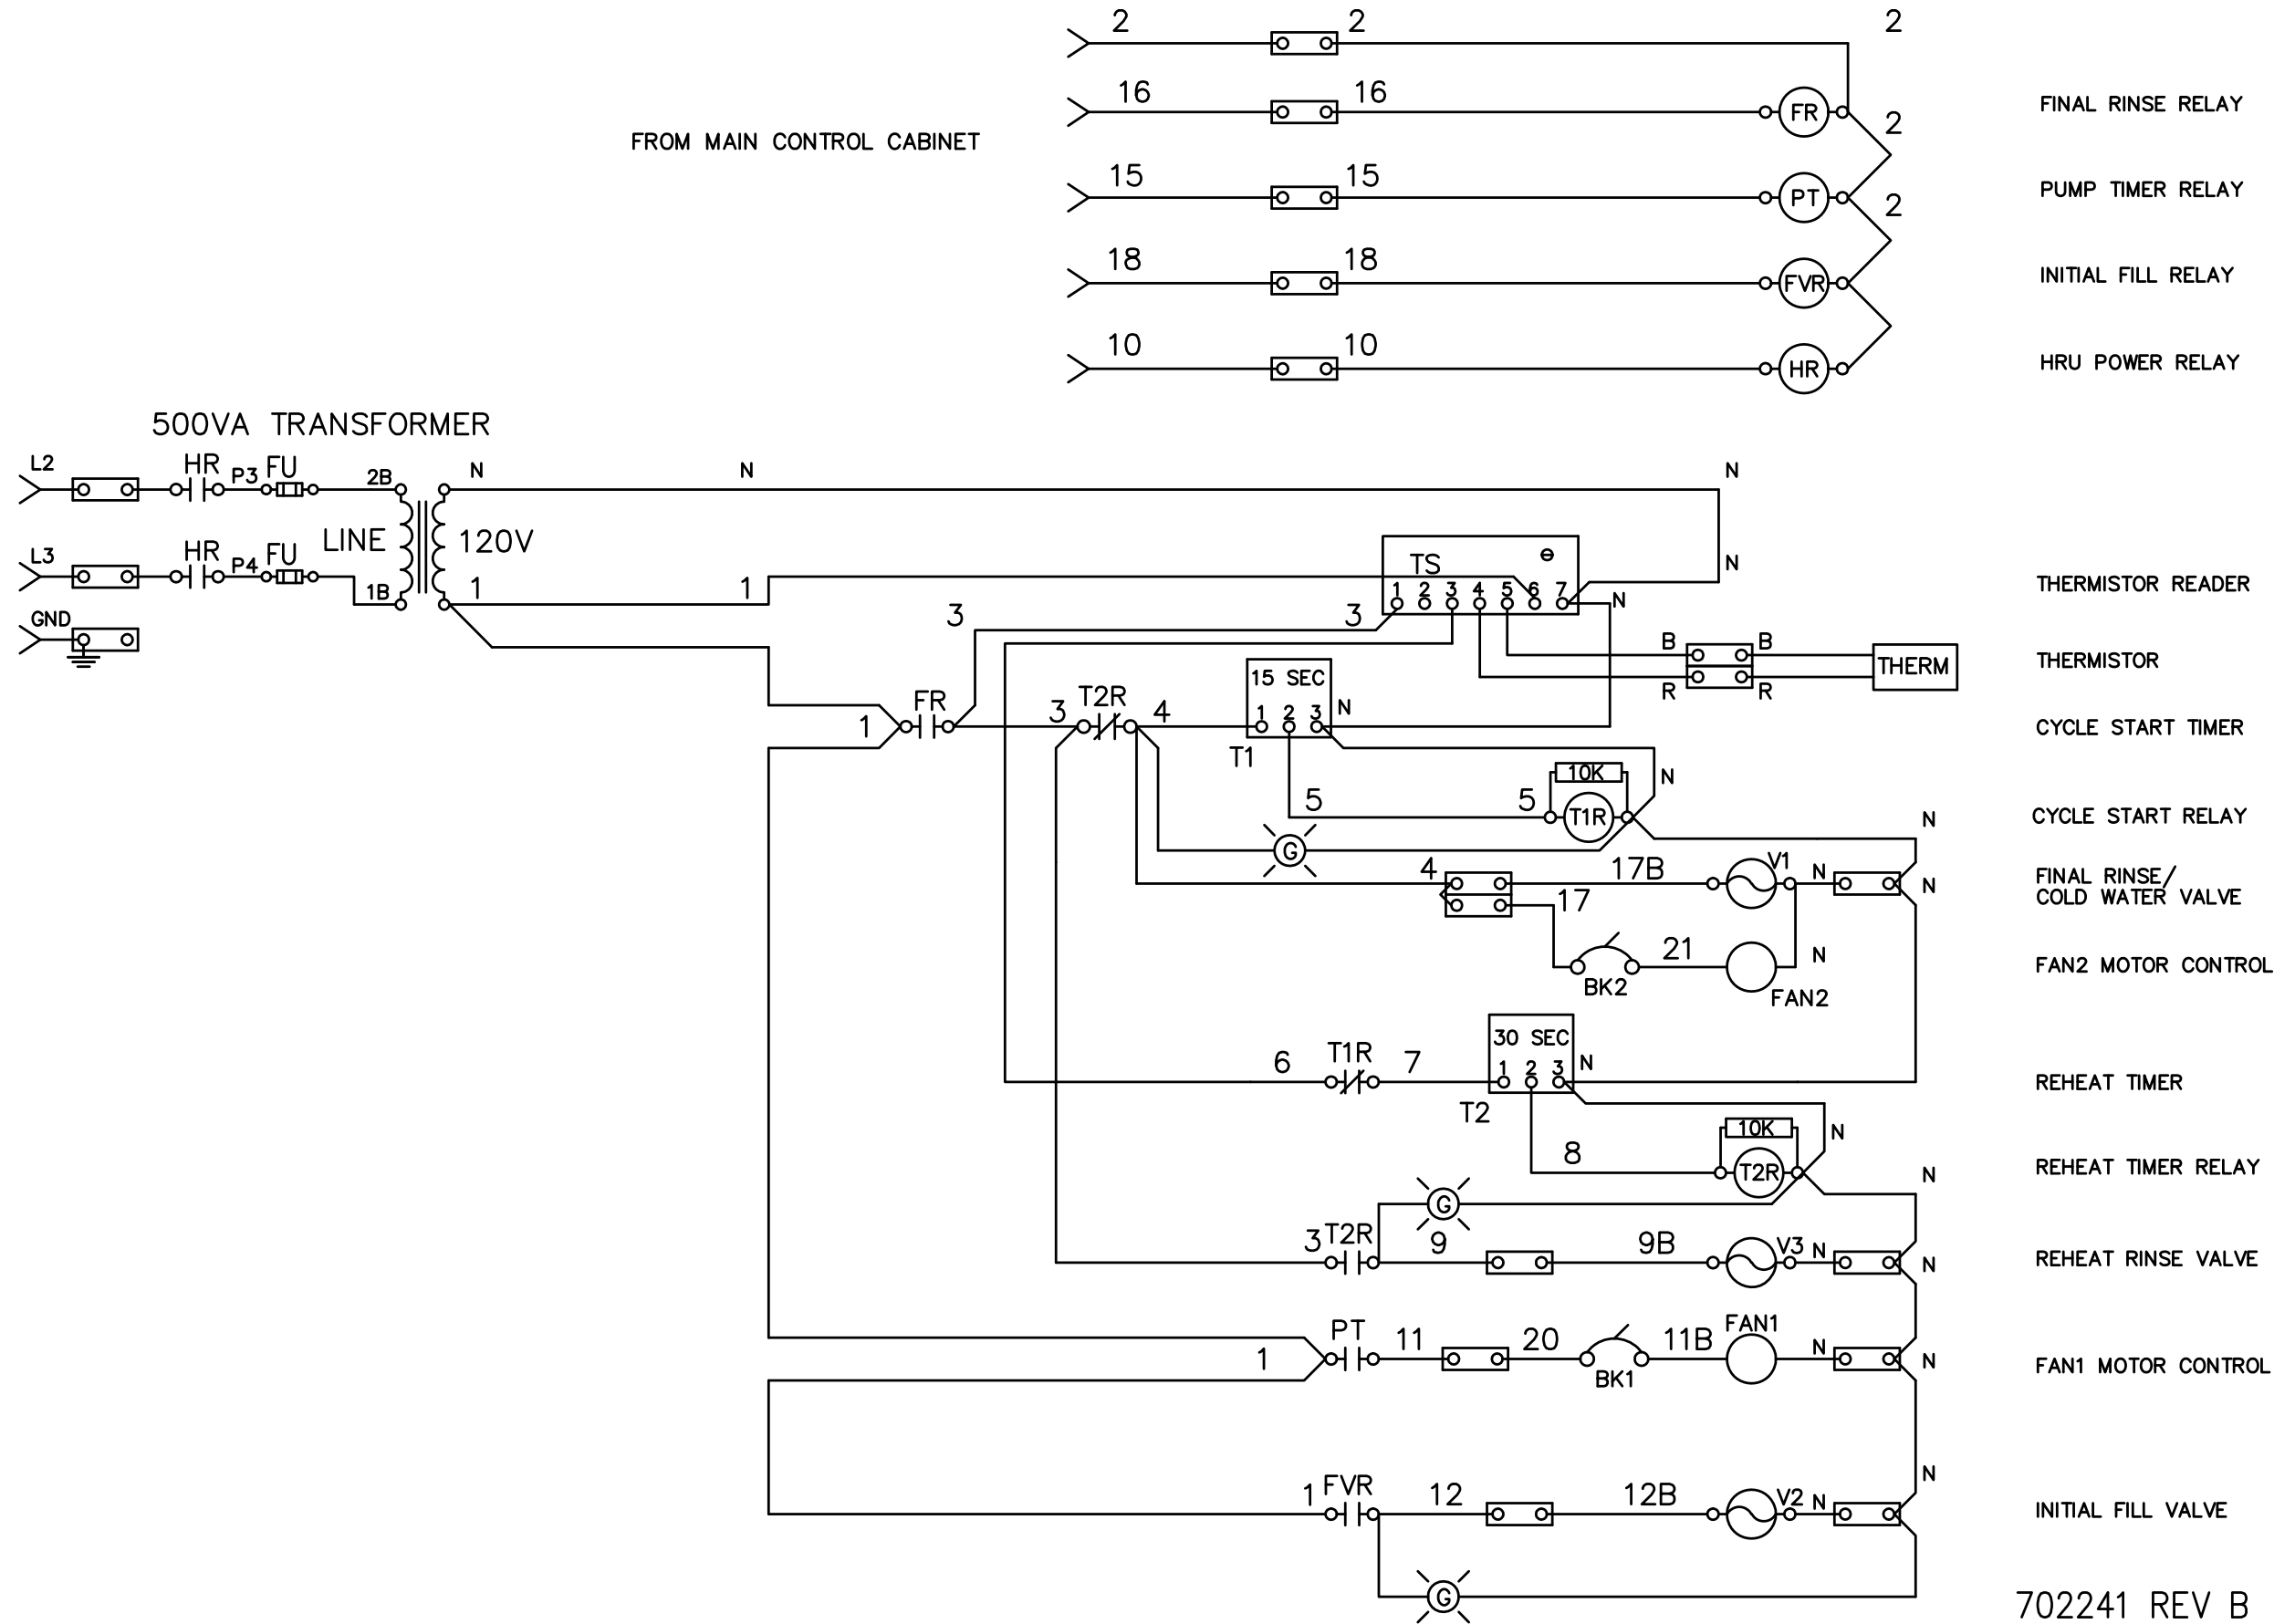 2 2 2
16 16 FR 2 FINAL RINSE RELAY
FROM MAIN CONTROL CABINET
15 15 PT 2 PUMP TIMER RELAY
18 18 FVR INITIAL FILL RELAY
10 10 HR HRU POWER RELAY
500VA TRANSFORMER
L2 HR P3 FU 2B N N N
LINE 120V
L3 HR P4 FU 1B 1 1
TS N
1 2 3 4 5 6 7 THERMISTOR READER
GND 3 3 N
B B
THERM THERMISTOR
R R
15 SEC
1 FR 3 T2R 4 1 2 3 N CYCLE START TIMER
T1
10K N
5 5 T1R N CYCLE START RELAY
G
4 17B V1 N N FINAL RINSE/
COLD WATER VALVE
17
BK2 21 FAN2 N FAN2 MOTOR CONTROL
30 SEC
6 T1R 7 1 2 3 N REHEAT TIMER
T2
10K N
8 T2R N REHEAT TIMER RELAY
G
3 T2R 9 9B V3 N N REHEAT RINSE VALVE
PT FAN1
1 11 20 BK1 11B N N FAN1 MOTOR CONTROL
N
1 FVR 12 12B V2 N INITIAL FILL VALVE
G
702241 REV B